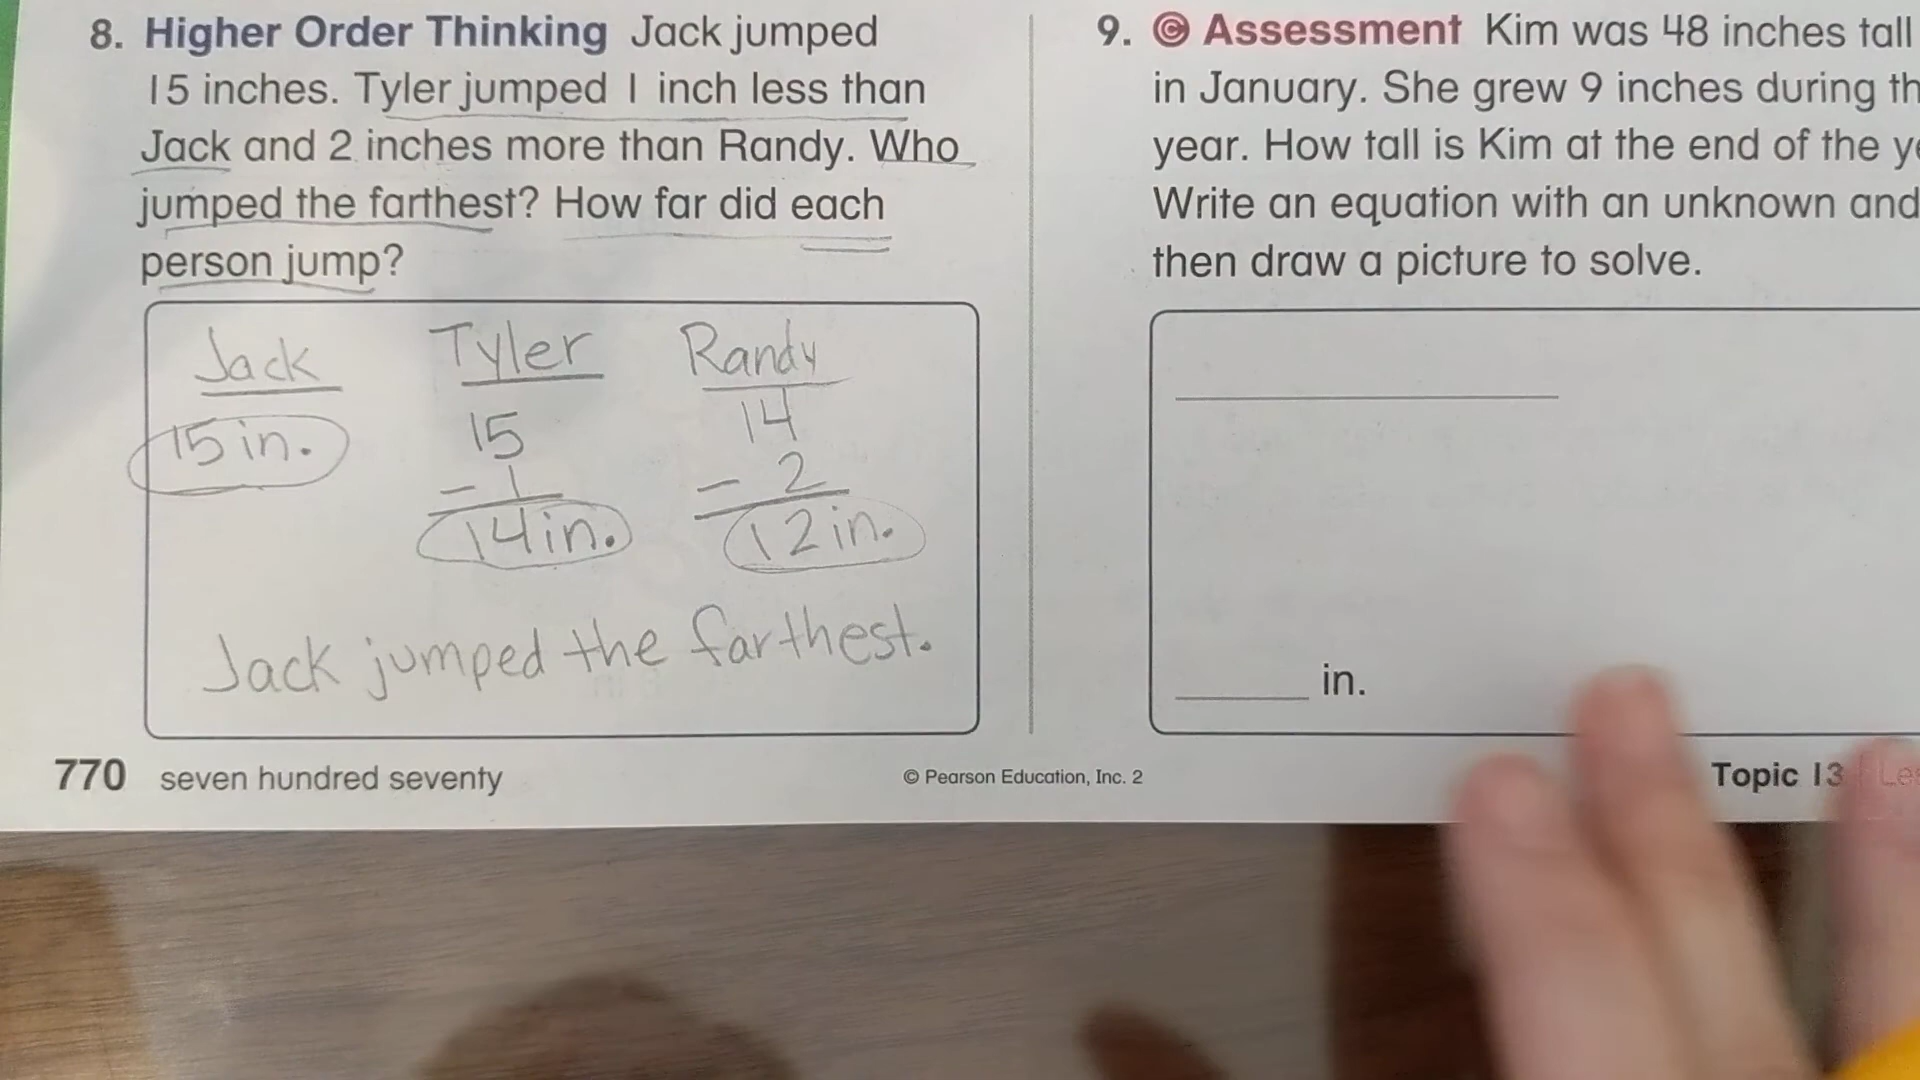 8. Higher Order Thinking Jack jumped
15 inches. Tyler jumped 1 inch less than
Jack and 2 inches more than Randy. Who
jumped the farthest? How far did each
person jump?
Jack Tyler Randy
15 in. 15 14
- 1 - 2
14 in. 12 in.
Jack jumped the farthest.
9. © Assessment Kim was 48 inches tall
in January. She grew 9 inches during th
year. How tall is Kim at the end of the ye
Write an equation with an unknown and
then draw a picture to solve.
in.
770 seven hundred seventy
© Pearson Education, Inc. 2
Topic 13